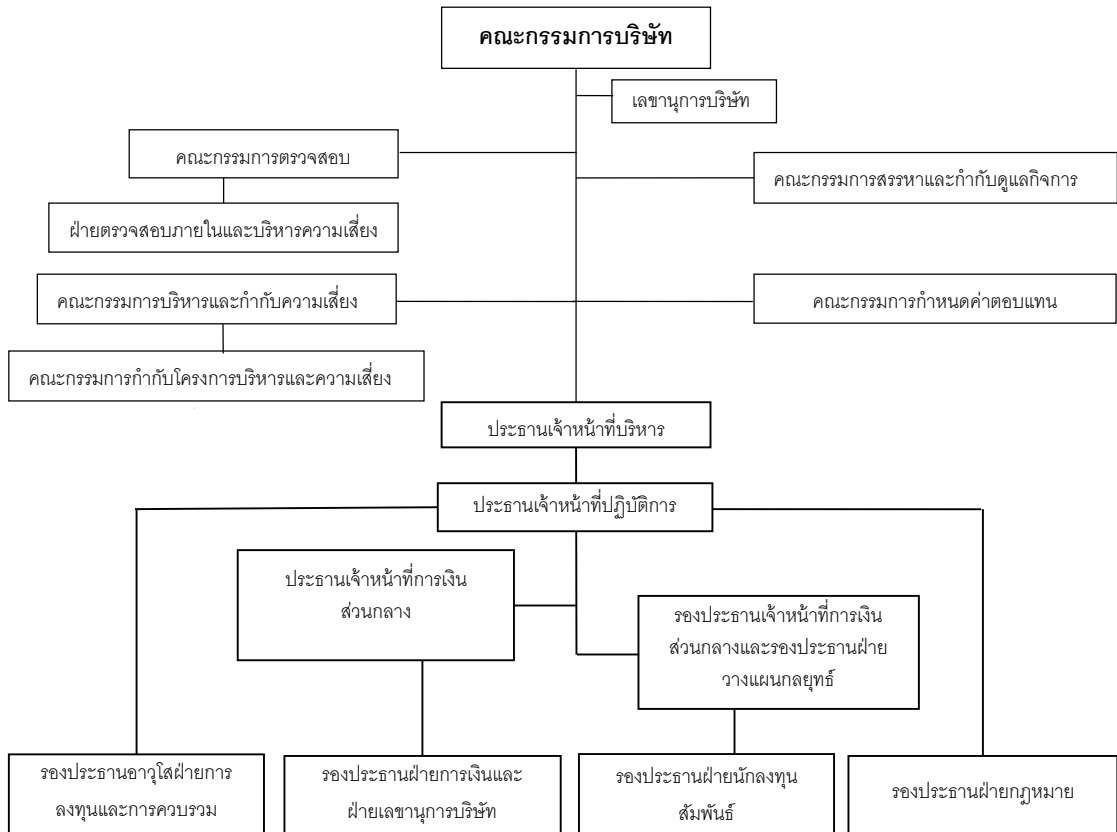 คณะกรรมการบริษัท
เลขานุการบริษัท
คณะกรรมการตรวจสอบ
คณะกรรมการสรรหาและกำกับดูแลกิจการ
ฝ่ายตรวจสอบภายในและบริหารความเสี่ยง
คณะกรรมการบริหารและกำกับความเสี่ยง
คณะกรรมการกำหนดค่าตอบแทน
คณะกรรมการกำกับโครงการบริหารและความเสี่ยง
ประธานเจ้าหน้าที่บริหาร
ประธานเจ้าหน้าที่ปฏิบัติการ
ประธานเจ้าหน้าที่การเงิน
ส่วนกลาง
รองประธานเจ้าหน้าที่การเงิน
ส่วนกลางและรองประธานฝ่าย
วางแผนกลยุทธ์
รองประธานอาวุโสฝ่ายการ
ลงทุนและการควบรวม
รองประธานฝ่ายการเงินและ
ฝ่ายเลขานุการบริษัท
รองประธานฝ่ายนักลงทุน
สัมพันธ์
รองประธานฝ่ายกฎหมาย